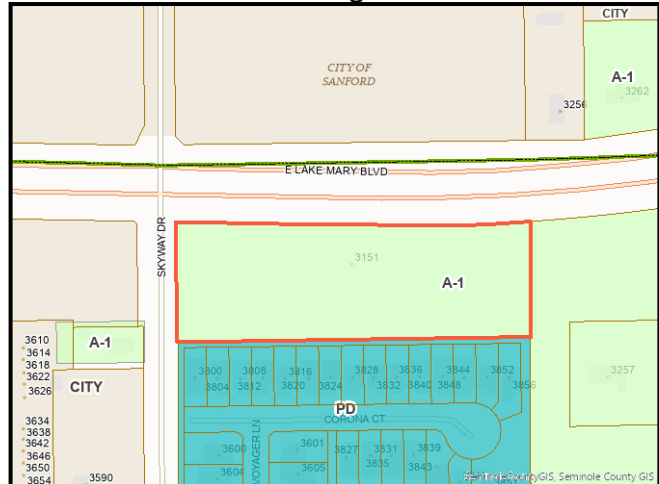 CITY
CITY OF
SANFORD
A-1
3262
3256
E LAKE MARY BLVD
SKYWAY DR
3151
A-1
3610
3614
3618
3622
3626
A-1
CITY
3634
3638
3642
3646
3650
3654
3590
3800 3808 3816 3828 3836 3844 3852
3804 3812 3820 3824 3832 3840 3848 3856
PD
CORONA CT
VOYAGER LN
3600 3601 3827 3831 3839
3604 3605 3835 3843
3257
GIS, Seminole County GIS